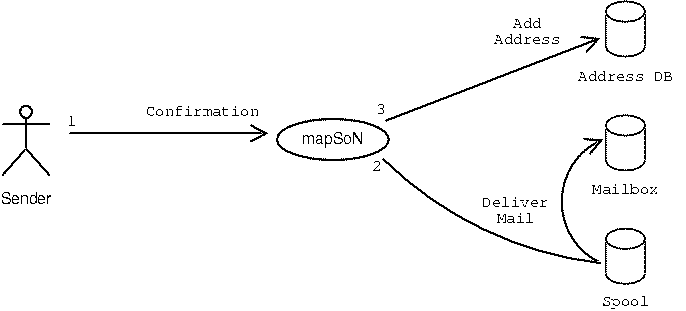 Add
Address
Address DB
3
1
Confirmation
mapSoN
2
Mailbox
Sender
Deliver
Mail
Spool